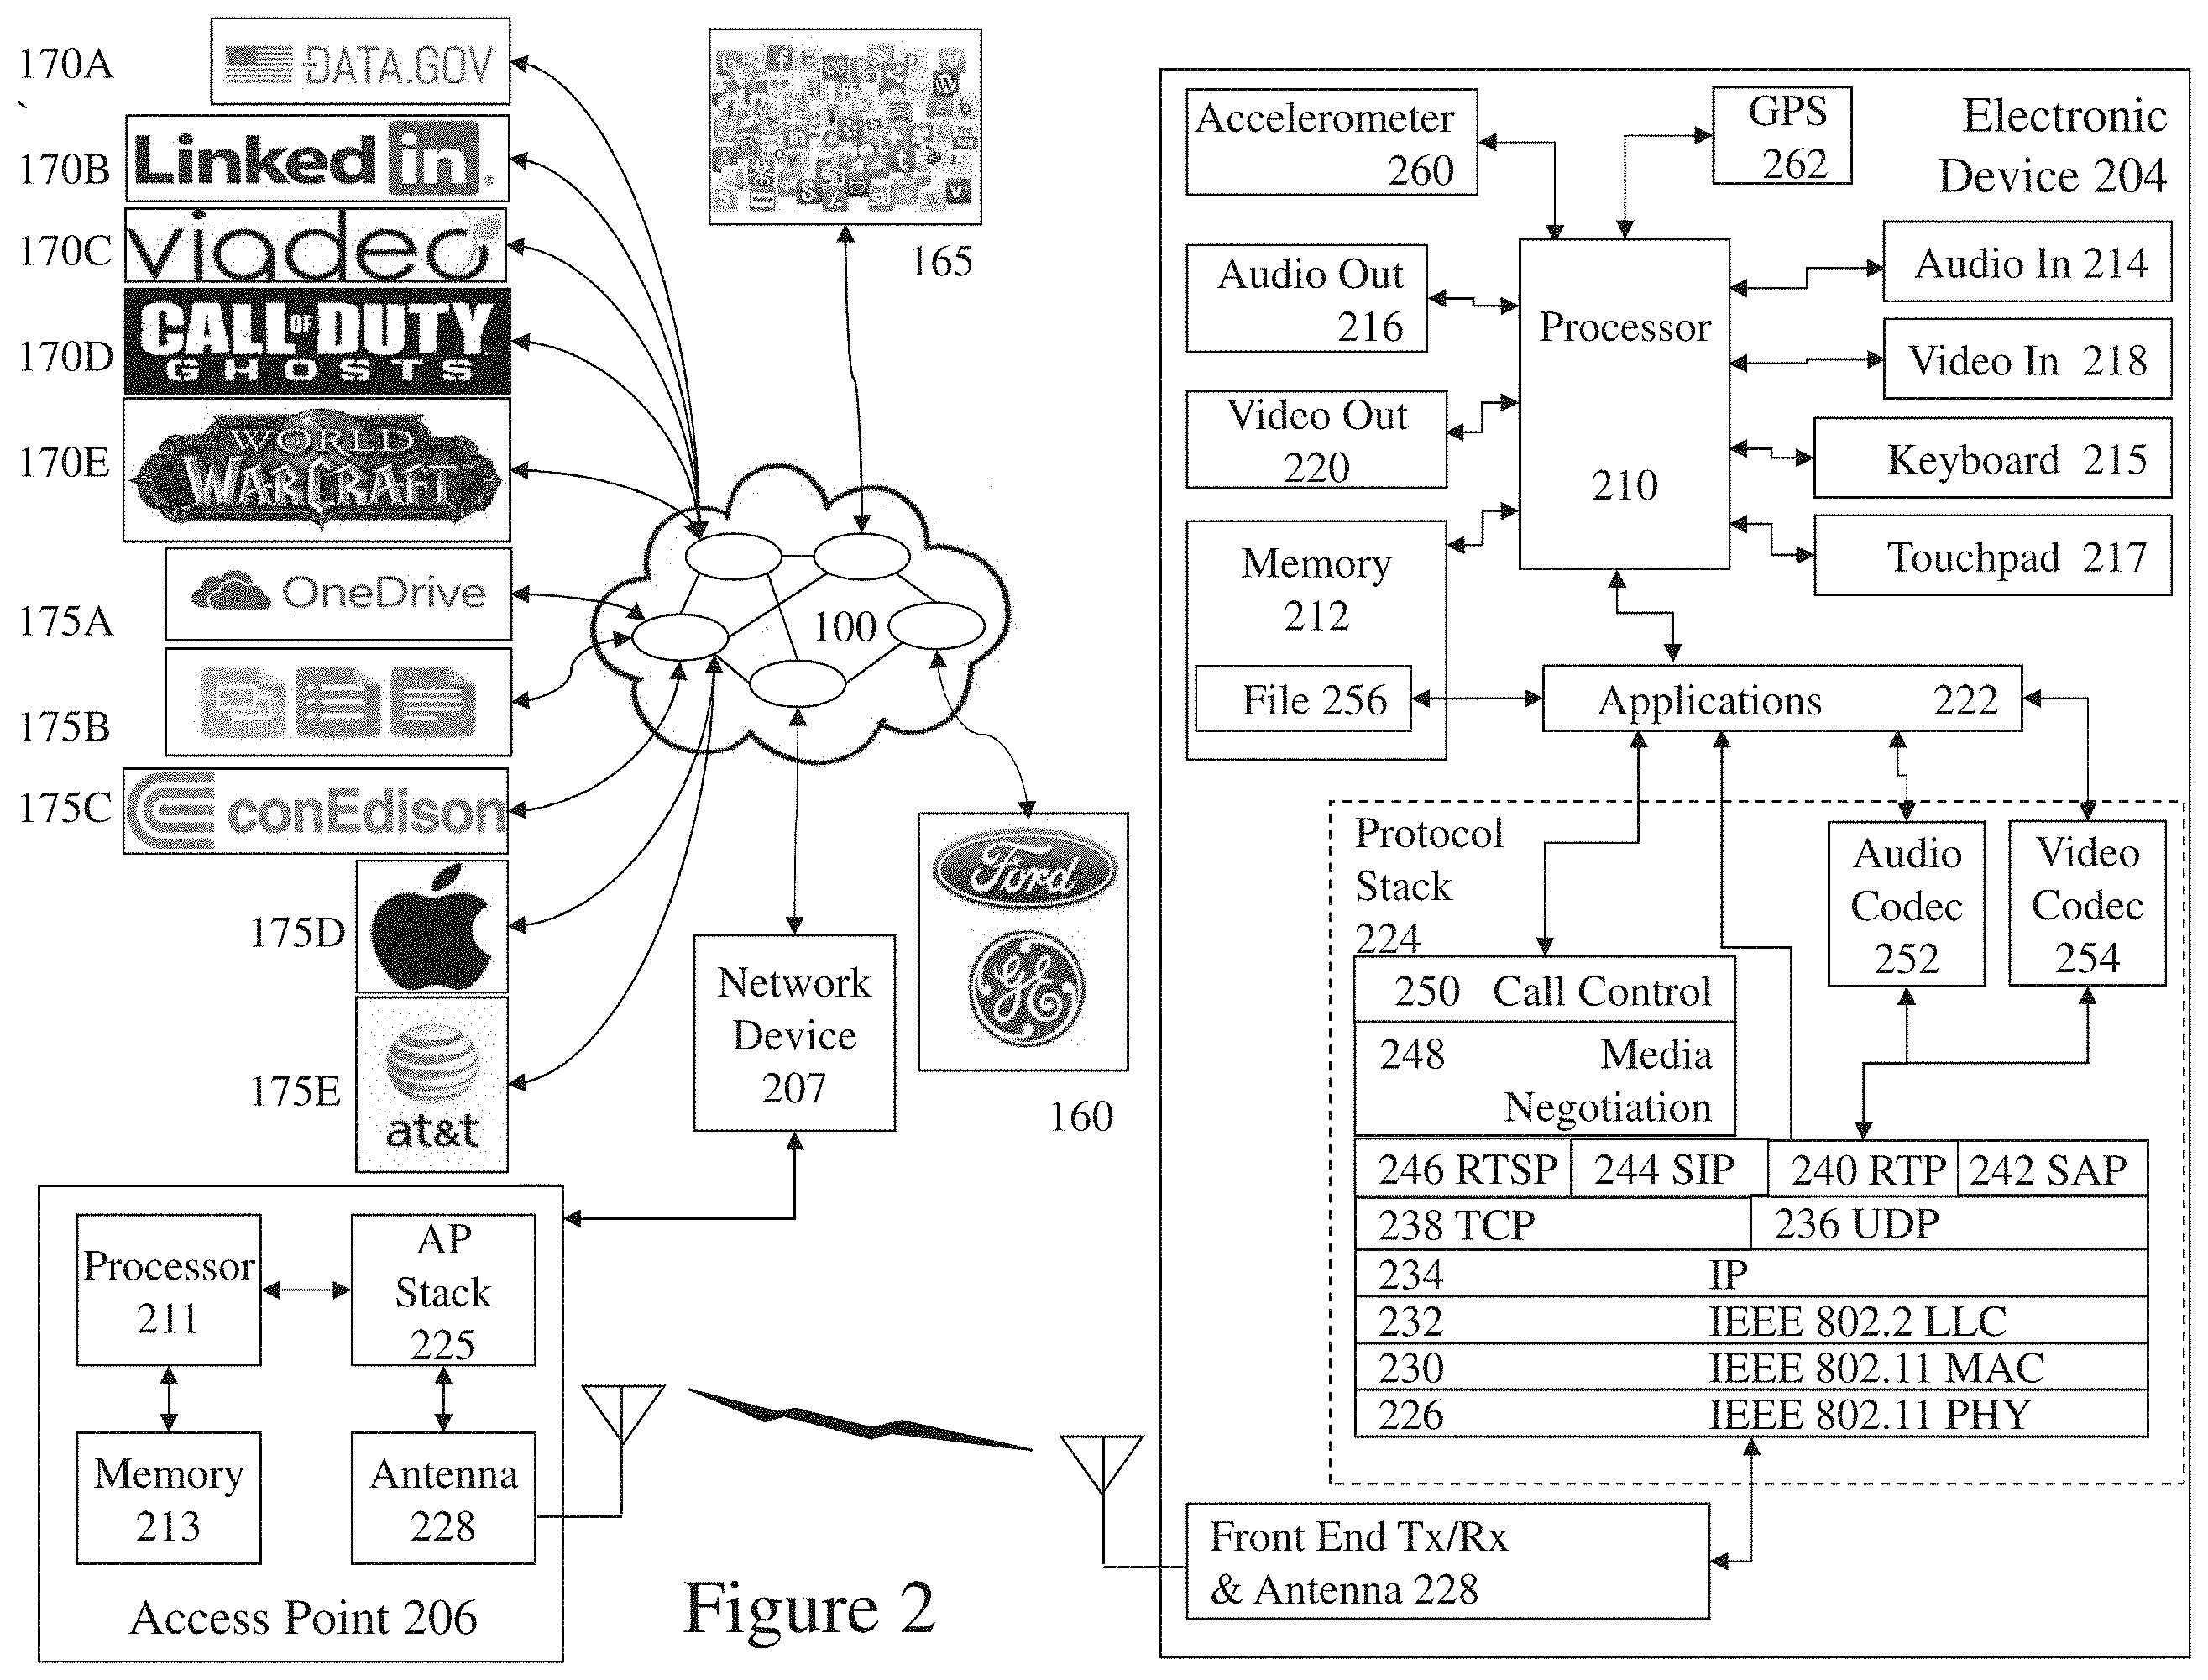 170A
DATA.GOV
170B
Linked in
170C
viadeo
170D
CALL OF DUTY
GHOSTS
170E
WORLD
WARCRAFT
175A
OneDrive
175B
175C
conEdison
175D
175E
at&t
165
100
Ford
GE
160
Network
Device
207
Processor
211
AP
Stack
225
Memory
213
Antenna
228
Access Point 206
Figure 2
Electronic
Device 204
Accelerometer
260
GPS
262
Audio Out
216
Processor
210
Audio In 214
Video In 218
Video Out
220
Keyboard 215
Touchpad 217
Memory
212
File 256
Applications 222
Protocol
Stack
224
Audio
Codec
252
Video
Codec
254
250 Call Control
248 Media
Negotiation
246 RTSP
244 SIP
240 RTP
242 SAP
238 TCP
236 UDP
234 IP
232 IEEE 802.2 LLC
230 IEEE 802.11 MAC
226 IEEE 802.11 PHY
Front End Tx/Rx
& Antenna 228